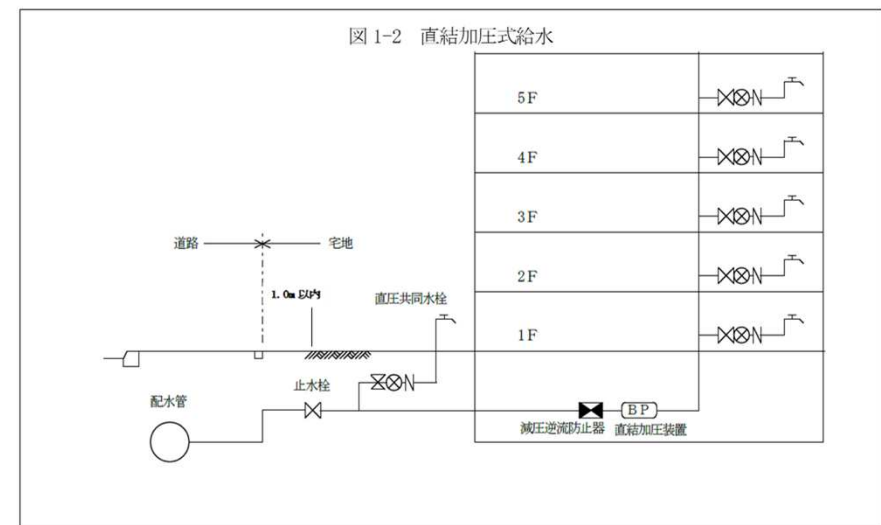 図 1-2 直結加圧式給水
5F
4F
3F
2F
1F
道路
宅地
1.0m以内
直圧共同水栓
止水栓
配水管
BP
減圧逆流防止器
直結加圧装置